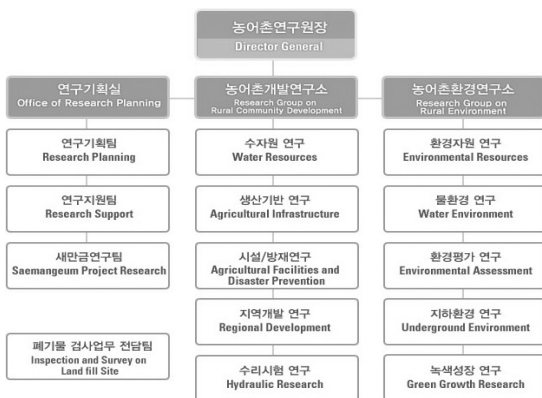 농어촌연구원장
Director General
연구기획실
Office of Research Planning
농어촌개발연구소
Research Group on
Rural Community Development
농어촌환경연구소
Research Group on
Rural Environment
연구기획팀
Research Planning
연구지원팀
Research Support
새만금연구팀
Saemangeum Project Research
폐기물 검사업무 전담팀
Inspection and Survey on
Land fill Site
수자원 연구
Water Resources
생산기반 연구
Agricultural Infrastructure
시설/방재연구
Agricultural Facilities and
Disaster Prevention
지역개발 연구
Regional Development
수리시험 연구
Hydraulic Research
환경자원 연구
Environmental Resources
물환경 연구
Water Environment
환경평가 연구
Environmental Assessment
지하환경 연구
Underground Environment
녹색성장 연구
Green Growth Research